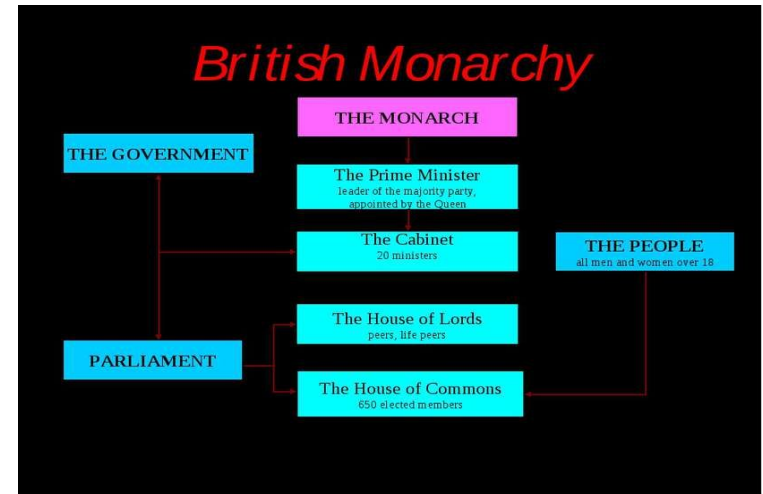 British Monarchy
THE MONARCH
THE GOVERNMENT
The Prime Minister
leader of the majority party,
appointed by the Queen
The Cabinet
20 ministers
THE PEOPLE
all men and women over 18
The House of Lords
peers, life peers
PARLIAMENT
The House of Commons
650 elected members